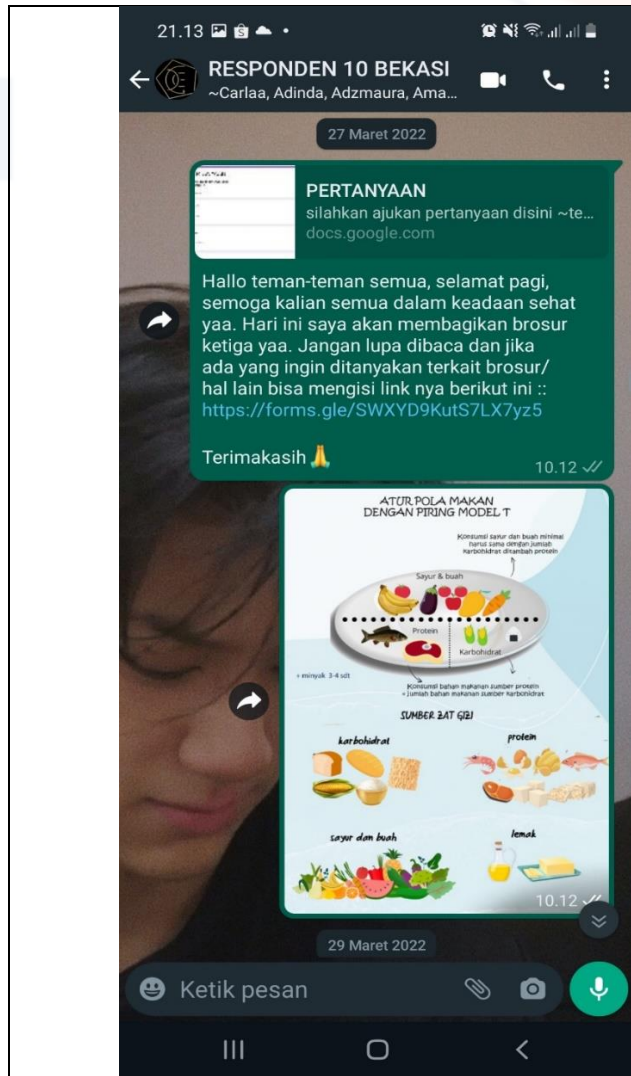 21.13
RESPONDEN 10 BEKASI
~Carlaa, Adinda, Adzmaura, Ama...
27 Maret 2022
PERTANYAAN
silahkan ajukan pertanyaan disini ~te...
docs.google.com
Hallo teman-teman semua, selamat pagi,
semoga kalian semua dalam keadaan sehat
yaa. Hari ini saya akan membagikan brosur
ketiga yaa. Jangan lupa dibaca dan jika
ada yang ingin ditanyakan terkait brosur/
hal lain bisa mengisi link nya berikut ini ::
https://forms.gle/SWXYD9KutS7LX7yz5
Terimakasih🙏
10.12
ATUR POLA MAKAN
DENGAN PIRING MODEL T
Konsumsi sayur dan buah minimal
harus sama dengan jumlah
karbohidrat ditambah protein
Sayur & buah
Protein
Karbohidrat
+ minyak 3-4 sdt
Konsumsi bahan makanan sumber protein
= jumlah bahan makanan sumber karbohidrat
SUMBER ZAT GIZI
karbohidrat
protein
sayur dan buah
lemak
10.12
29 Maret 2022
Ketik pesan